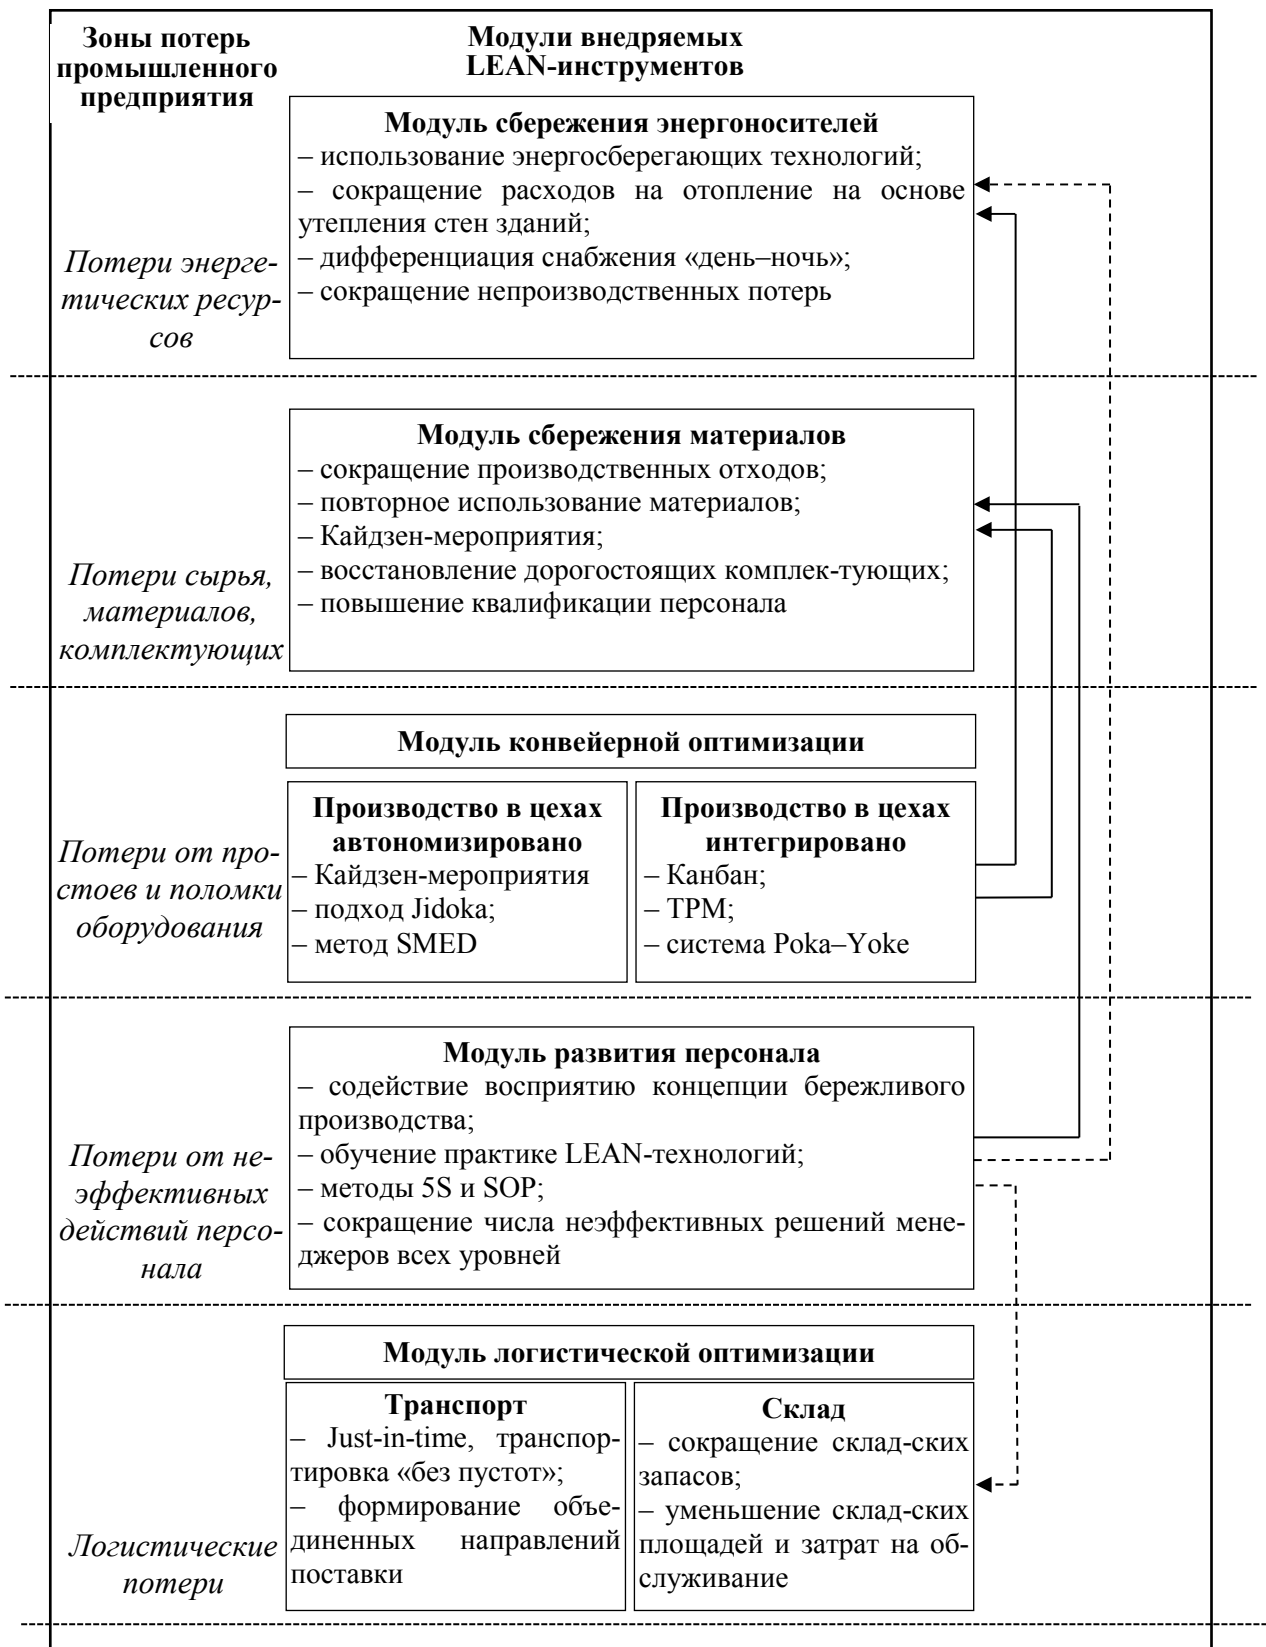 Зоны потерь
промышленного
предприятия
Модули внедряемых
LEAN-инструментов
Потери энерге-
тических ресур-
сов
Модуль сбережения энергоносителей
– использование энергосберегающих технологий;
– сокращение расходов на отопление на основе
утепления стен зданий;
– дифференциация снабжения «день–ночь»;
– сокращение непроизводственных потерь
Потери сырья,
материалов,
комплектующих
Модуль сбережения материалов
– сокращение производственных отходов;
– повторное использование материалов;
– Кайдзен-мероприятия;
– восстановление дорогостоящих комплек-тующих;
– повышение квалификации персонала
Потери от про-
стоев и поломки
оборудования
Модуль конвейерной оптимизации
Производство в цехах
автономизировано
– Кайдзен-мероприятия
– подход Jidoka;
– метод SMED
Производство в цехах
интегрировано
– Канбан;
– TPM;
– система Poka–Yoke
Потери от не-
эффективных
действий персо-
нала
Модуль развития персонала
– содействие восприятию концепции бережливого
производства;
– обучение практике LEAN-технологий;
– методы 5S и SOP;
– сокращение числа неэффективных решений мене-
джеров всех уровней
Логистические
потери
Модуль логистической оптимизации
Транспорт
– Just-in-time, транспор-
тировка «без пустот»;
– формирование объе-
диненных направлений
поставки
Склад
– сокращение склад-ских
запасов;
– уменьшение склад-ских
площадей и затрат на об-
служивание